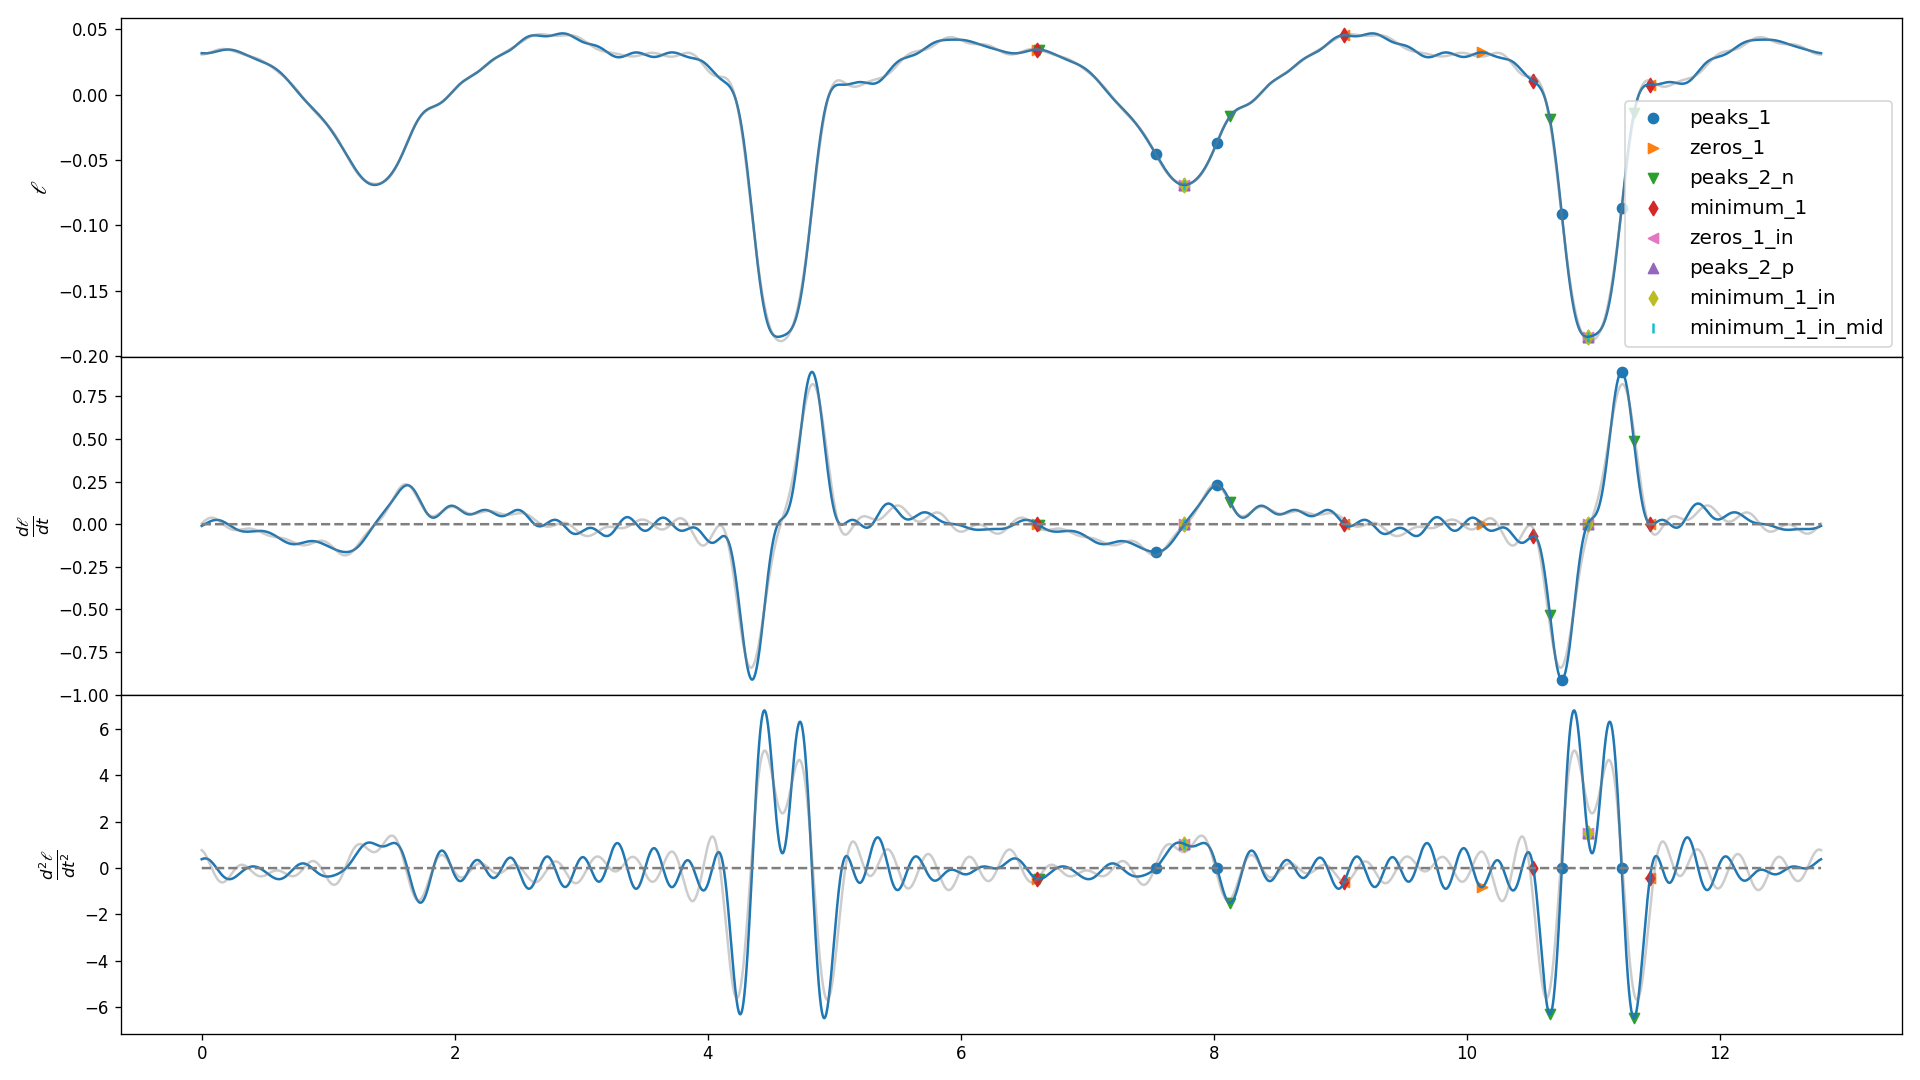 0.05
0.00
−0.05
−0.10
−0.15
−0.20
ℓ
peaks_1
zeros_1
peaks_2_n
minimum_1
zeros_1_in
peaks_2_p
minimum_1_in
minimum_1_in_mid
0.75
0.50
0.25
0.00
−0.25
−0.50
−0.75
−1.00
dℓ
dt
6
4
2
0
−2
−4
−6
d²ℓ
dt²
0 2 4 6 8 10 12